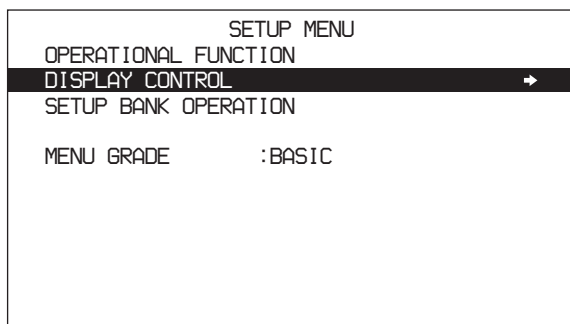 SETUP MENU
OPERATIONAL FUNCTION
DISPLAY CONTROL
SETUP BANK OPERATION
MENU GRADE :BASIC